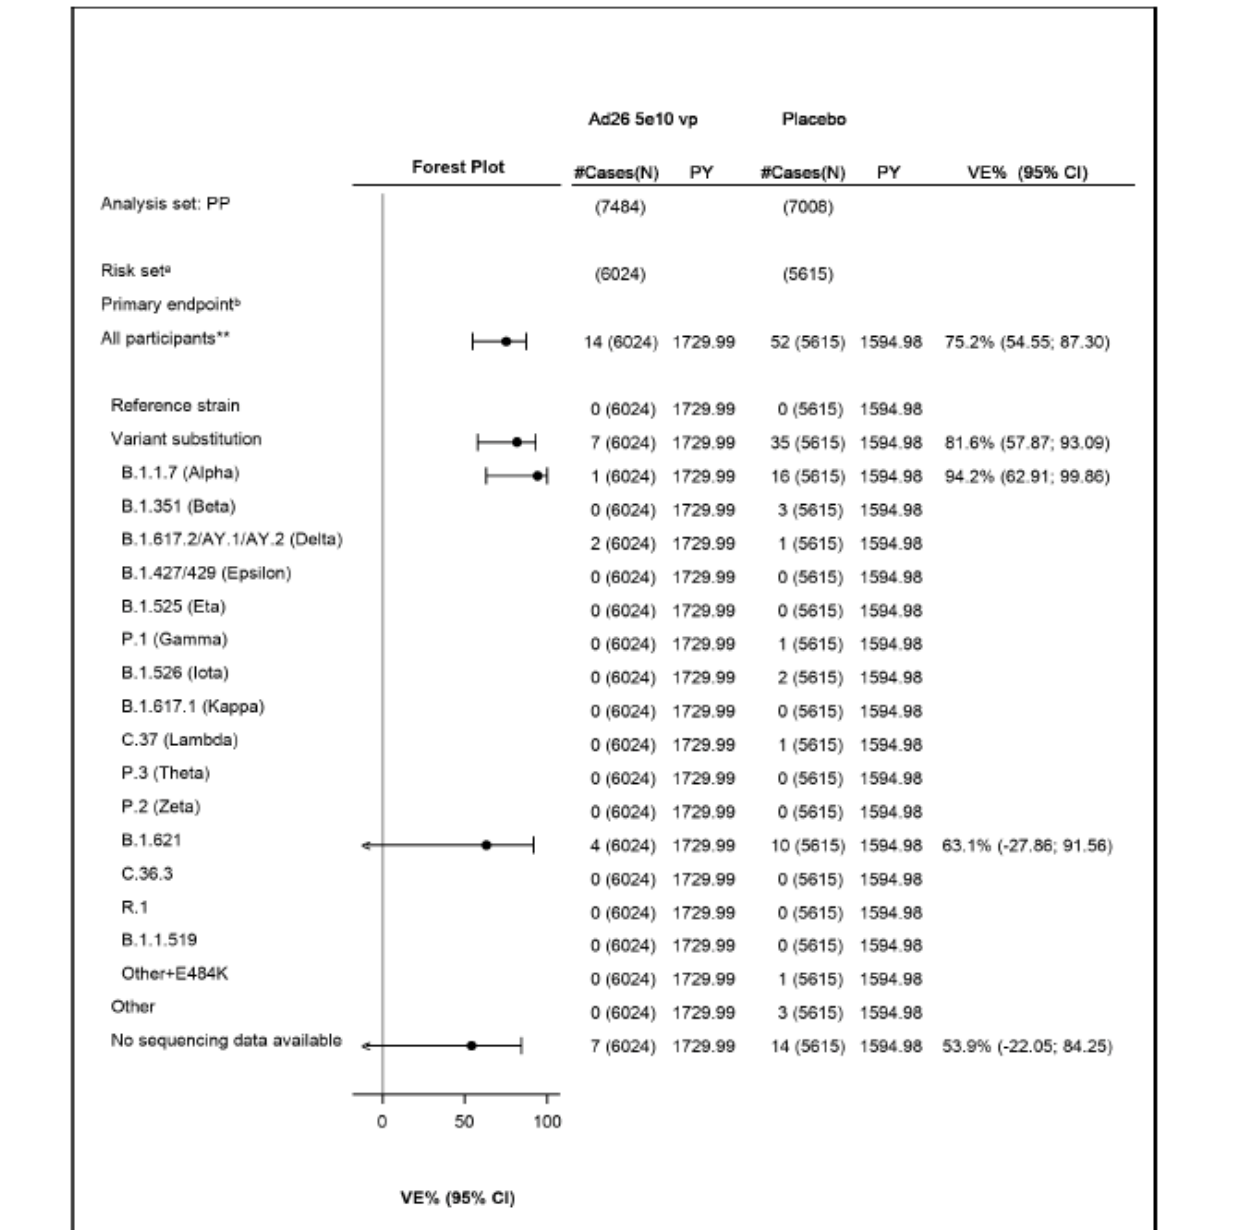 Ad26 5e10 vp Placebo
Forest Plot #Cases(N) PY #Cases(N) PY VE% (95% CI)
Analysis set: PP (7484) (7008)
Risk setᵃ (6024) (5615)
Primary endpointᵇ
All participants** 14 (6024) 1729.99 52 (5615) 1594.98 75.2% (54.55; 87.30)
Reference strain 0 (6024) 1729.99 0 (5615) 1594.98
Variant substitution 7 (6024) 1729.99 35 (5615) 1594.98 81.6% (57.87; 93.09)
B.1.1.7 (Alpha) 1 (6024) 1729.99 16 (5615) 1594.98 94.2% (62.91; 99.86)
B.1.351 (Beta) 0 (6024) 1729.99 3 (5615) 1594.98
B.1.617.2/AY.1/AY.2 (Delta) 2 (6024) 1729.99 1 (5615) 1594.98
B.1.427/429 (Epsilon) 0 (6024) 1729.99 0 (5615) 1594.98
B.1.525 (Eta) 0 (6024) 1729.99 0 (5615) 1594.98
P.1 (Gamma) 0 (6024) 1729.99 1 (5615) 1594.98
B.1.526 (Iota) 0 (6024) 1729.99 2 (5615) 1594.98
B.1.617.1 (Kappa) 0 (6024) 1729.99 0 (5615) 1594.98
C.37 (Lambda) 0 (6024) 1729.99 1 (5615) 1594.98
P.3 (Theta) 0 (6024) 1729.99 0 (5615) 1594.98
P.2 (Zeta) 0 (6024) 1729.99 0 (5615) 1594.98
B.1.621 4 (6024) 1729.99 10 (5615) 1594.98 63.1% (-27.86; 91.56)
C.36.3 0 (6024) 1729.99 0 (5615) 1594.98
R.1 0 (6024) 1729.99 0 (5615) 1594.98
B.1.1.519 0 (6024) 1729.99 0 (5615) 1594.98
Other+E484K 0 (6024) 1729.99 1 (5615) 1594.98
Other 0 (6024) 1729.99 3 (5615) 1594.98
No sequencing data available 7 (6024) 1729.99 14 (5615) 1594.98 53.9% (-22.05; 84.25)
0 50 100
VE% (95% CI)